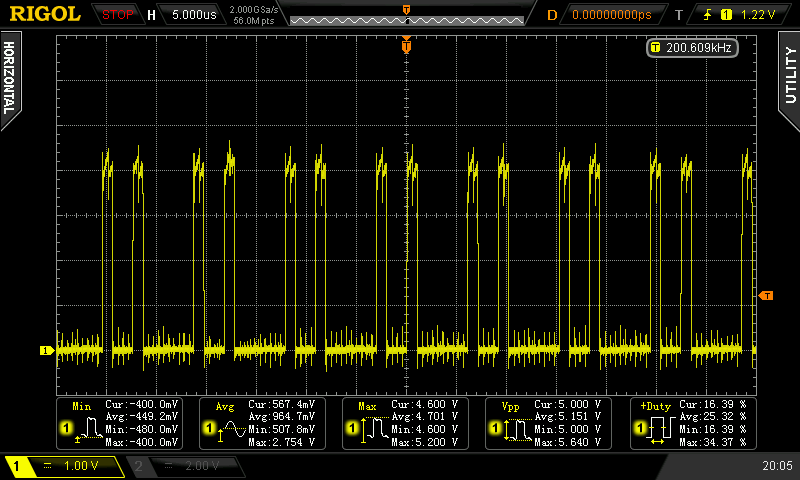 RIGOL STOP H 5.000us 2.000GSa/s 56.0M pts D 0.00000000ps T 1 1.22 V
HORIZONTAL
T 200.609kHz
UTILITY
T
T
1
Min Cur:-400.0mV Avg:-449.2mV Min:-480.0mV Max:-400.0mV
Avg Cur:567.4mV Avg:964.7mV Min:507.8mV Max:2.754 V
Max Cur:4.600 V Avg:4.701 V Min:4.600 V Max:5.200 V
Vpp Cur:5.000 V Avg:5.151 V Min:5.000 V Max:5.640 V
+Duty Cur:16.39 % Avg:25.32 % Min:16.39 % Max:34.37 %
1 1.00 V 2 2.00 V 20:05